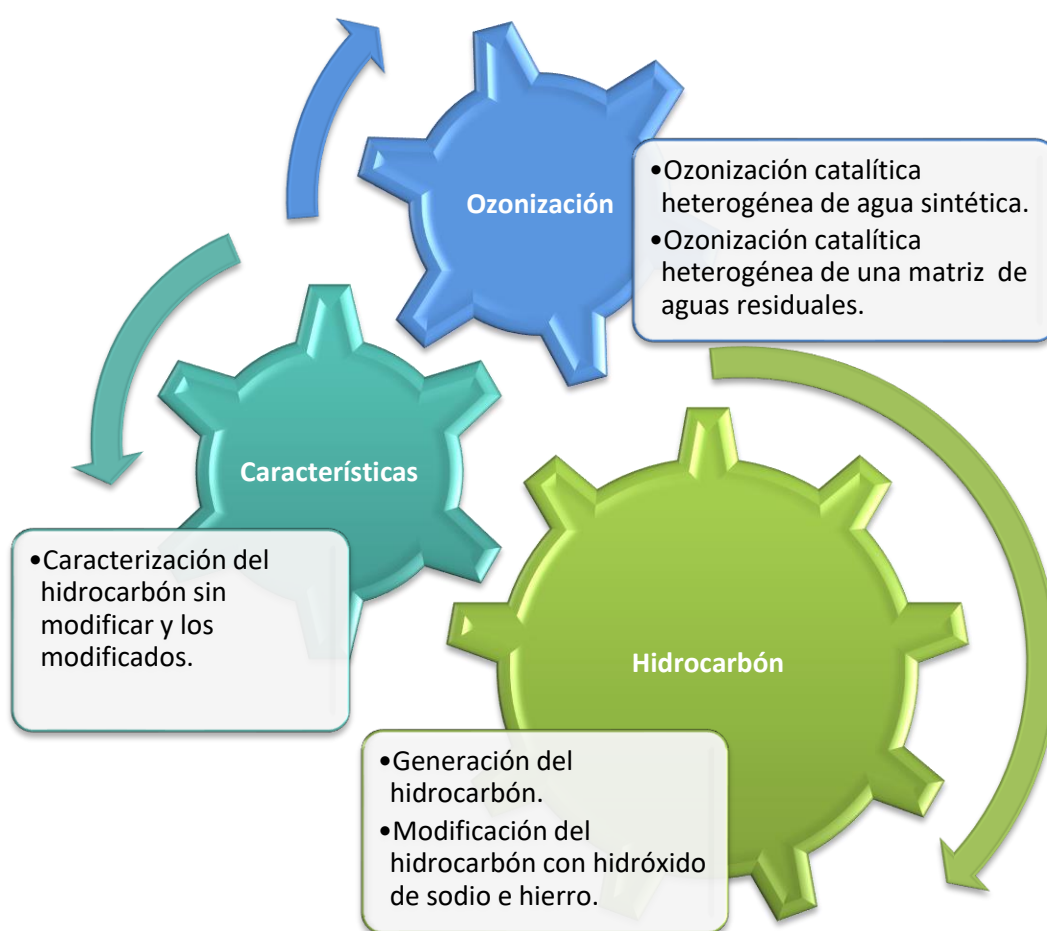 Ozonización
•Ozonización catalítica
heterogénea de agua sintética.
•Ozonización catalítica
heterogénea de una matriz  de
aguas residuales.
Características
•Caracterización del
hidrocarbón sin
modificar y los
modificados.
Hidrocarbón
•Generación del
hidrocarbón.
•Modificación del
hidrocarbón con hidróxido
de sodio e hierro.